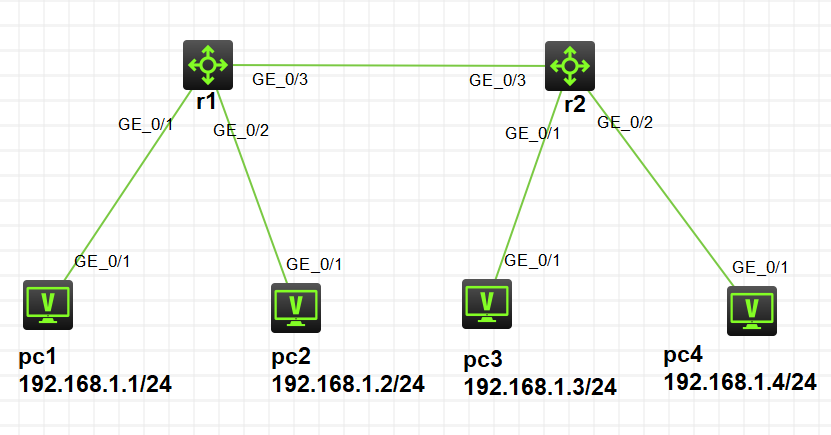 GE_0/3
GE_0/3
r1
r2
GE_0/1
GE_0/2
GE_0/1
GE_0/2
GE_0/1
GE_0/1
GE_0/1
GE_0/1
V
V
V
V
pc1
192.168.1.1/24
pc2
192.168.1.2/24
pc3
192.168.1.3/24
pc4
192.168.1.4/24